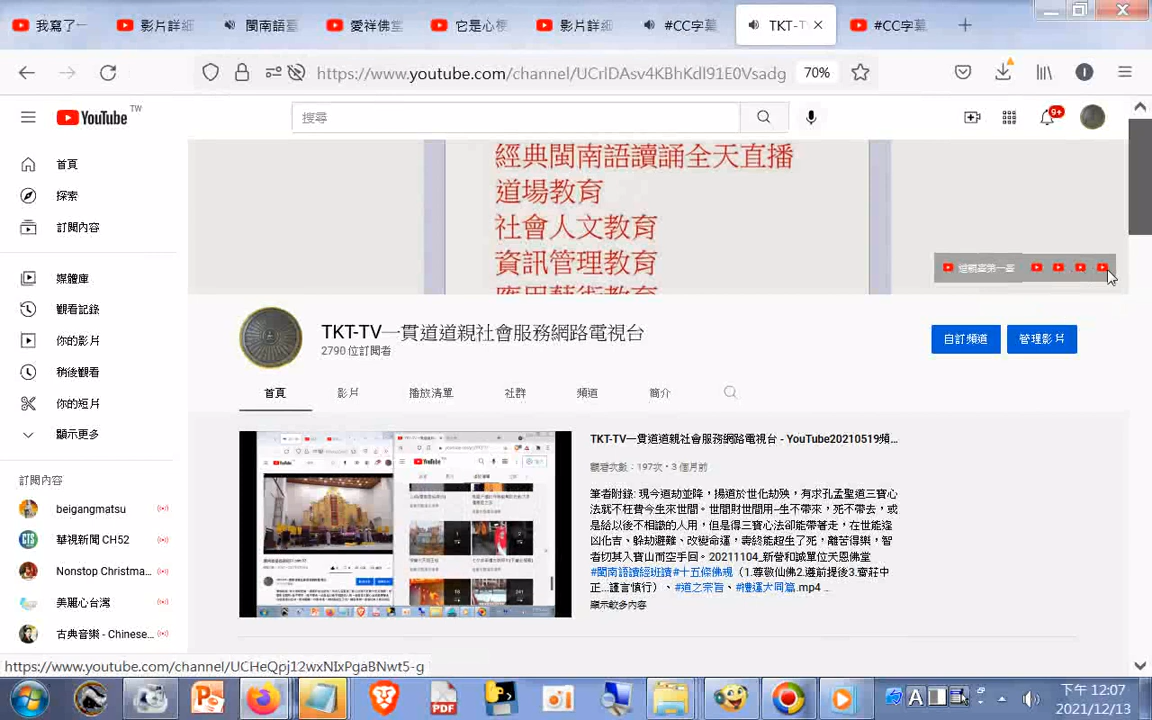 我寫了一
影片詳細
閩南語臺
愛祥佛堂
它是心橋
影片詳細
#CC字幕
TKT-T
#CC字幕
https://www.youtube.com/channel/UCrlDAsv4KBhKdl91E0Vsadg
70%
YouTube TW
搜尋
9+
首頁
探索
訂閱內容
媒體庫
觀看記錄
你的影片
稍後觀看
你的短片
顯示更多
訂閱內容
beigangmatsu
華視新聞 CH52
Nonstop Christma...
美麗心台灣
古典音樂 - Chinese...
經典閩南語讀誦全天直播
道場教育
社會人文教育
資訊管理教育
應用藝術教育
TKT-TV一貫道道親社會服務網路電視台
2790 位訂閱者
自訂頻道
管理影片
首頁 影片 播放清單 社群 頻道 簡介
TKT-TV一貫道道親社會服務網路電視台 - YouTube20210519頻...
觀看次數：197次 • 3 個月前
筆者附錄: 現今道劫並降，揚道於世化劫殃，有求孔孟聖道三寶心
法就不枉費今生來世間。世間財世間用–生不帶來，死不帶去，或
是給以後不相識的人用，但是得三寶心法卻能帶著走，在世能逢
凶化吉、躲劫避難、改變命運，壽終能超生了死，離苦得樂，智
者切莫入寶山而空手回。20211104_新營和誠單位天恩佛堂
#閩南語讀經班讀#十五條佛規（1.尊敬仙佛2.遵前提後3.齋莊中
正...謹言慎行）、#道之宗旨、#禮運大同篇.mp4 ..
顯示較多內容
https://www.youtube.com/channel/UCHeQpj12wxNIxPgaBNwt5-g
下午 12:07
2021/12/13